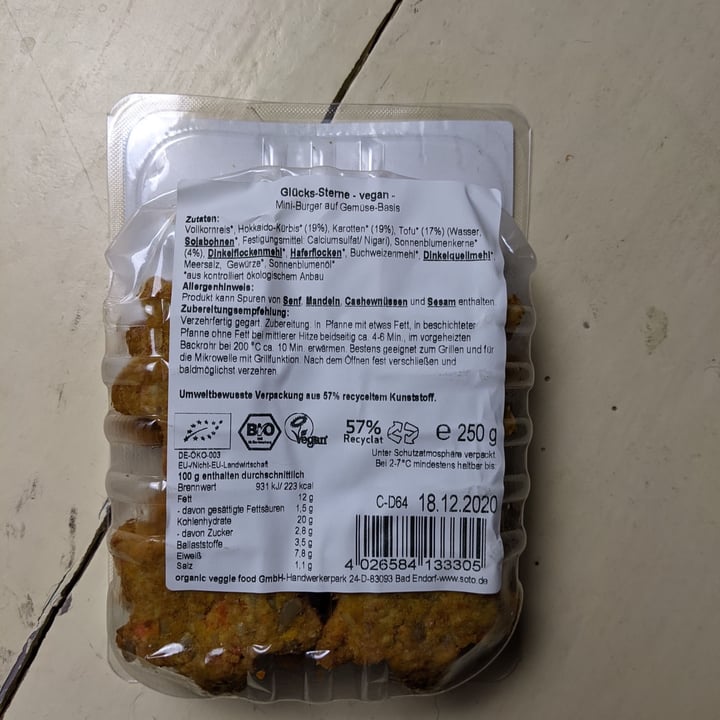 Glücks-Sterne - vegan -
Mini-Burger auf Gemüse-Basis
Zutaten:
Vollkornreis*, Hokkaido-Kürbis* (19%), Karotten* (19%), Tofu* (17%) (Wasser,
Sojabohnen*, Festigungsmittel: Calciumsulfat/ Nigari), Sonnenblumenkerne*
(4%), Dinkelflockenmehl*, Haferflocken*, Buchweizenmehl*, Dinkelquellmehl*,
Meersalz, Gewürze*, Sonnenblumenöl*
*aus kontrolliert ökologischem Anbau
Allergenhinweis:
Produkt kann Spuren von Senf, Mandeln, Cashewnüssen und Sesam enthalten.
Zubereitungsempfehlung:
Verzehrfertig gegart. Zubereitung: in Pfanne mit etwas Fett, in beschichteter
Pfanne ohne Fett bei mittlerer Hitze beidseitig ca. 4-6 Min., im vorgeheizten
Backrohr bei 200 °C ca. 10 Min. erwärmen. Bestens geeignet zum Grillen und für
die Mikrowelle mit Grillfunktion. Nach dem Öffnen fest verschließen und
baldmöglichst verzehren.
Umweltbewusste Verpackung aus 57% recyceltem Kunststoff.
BIO
Vegan
57%
Recyclat
e 250 g
DE-ÖKO-003
EU-/Nicht-EU-Landwirtschaft
Unter Schutzatmosphäre verpackt.
Bei 2-7°C mindestens haltbar bis:
100 g enthalten durchschnittlich
Brennwert 931 kJ/ 223 kcal
Fett 12 g
- davon gesättigte Fettsäuren 1,5 g
Kohlenhydrate 20 g
- davon Zucker 2,8 g
Ballaststoffe 3,5 g
Eiweiß 7,8 g
Salz 1,1 g
C-D64 18.12.2020
4 026584 133305
organic veggie food GmbH-Handwerkerpark 24-D-83093 Bad Endorf-www.soto.de